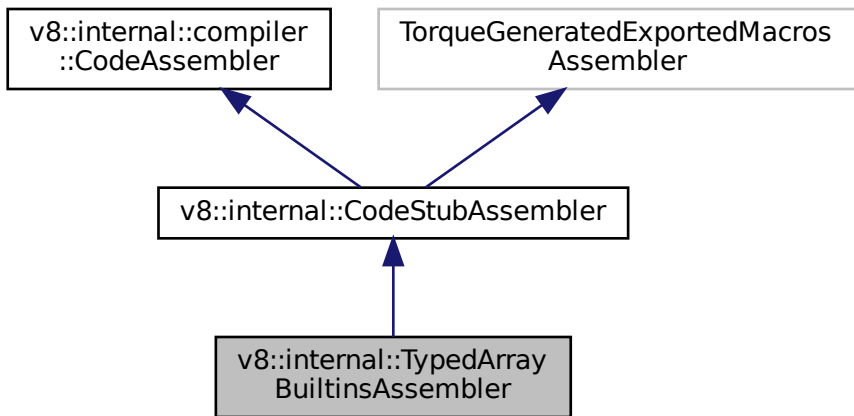 v8::internal::compiler
::CodeAssembler
TorqueGeneratedExportedMacros
Assembler
v8::internal::CodeStubAssembler
v8::internal::TypedArray
BuiltinsAssembler